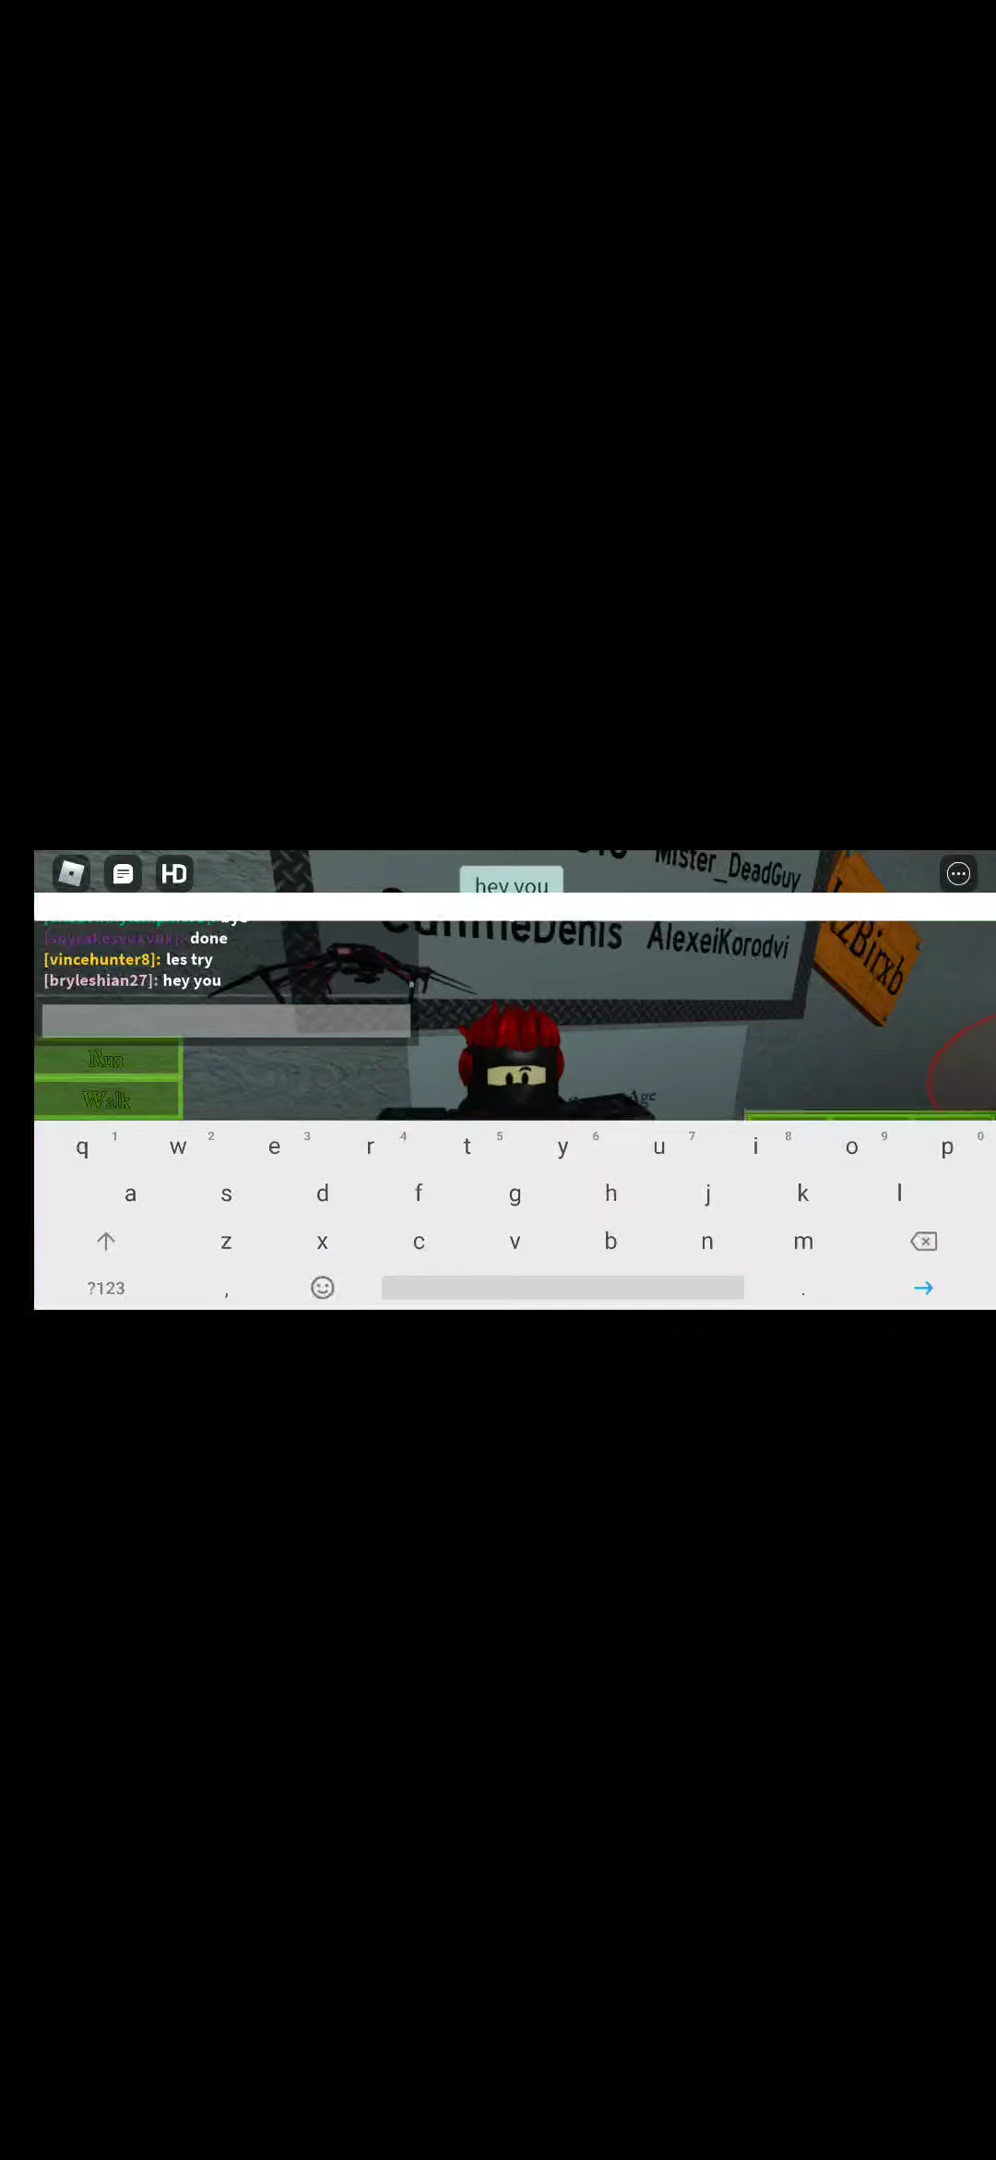 HD
Mister_DeadGuy
hey you
done
[vincehunter8]: les try
[bryleshian27]: hey you
AlexeiKorodvi
Run
Walk
Age
q 1 w 2 e 3 r 4 t 5 y 6 u 7 i 8 o 9 p 0
a s d f g h j k l
z x c v b n m
?123 , .